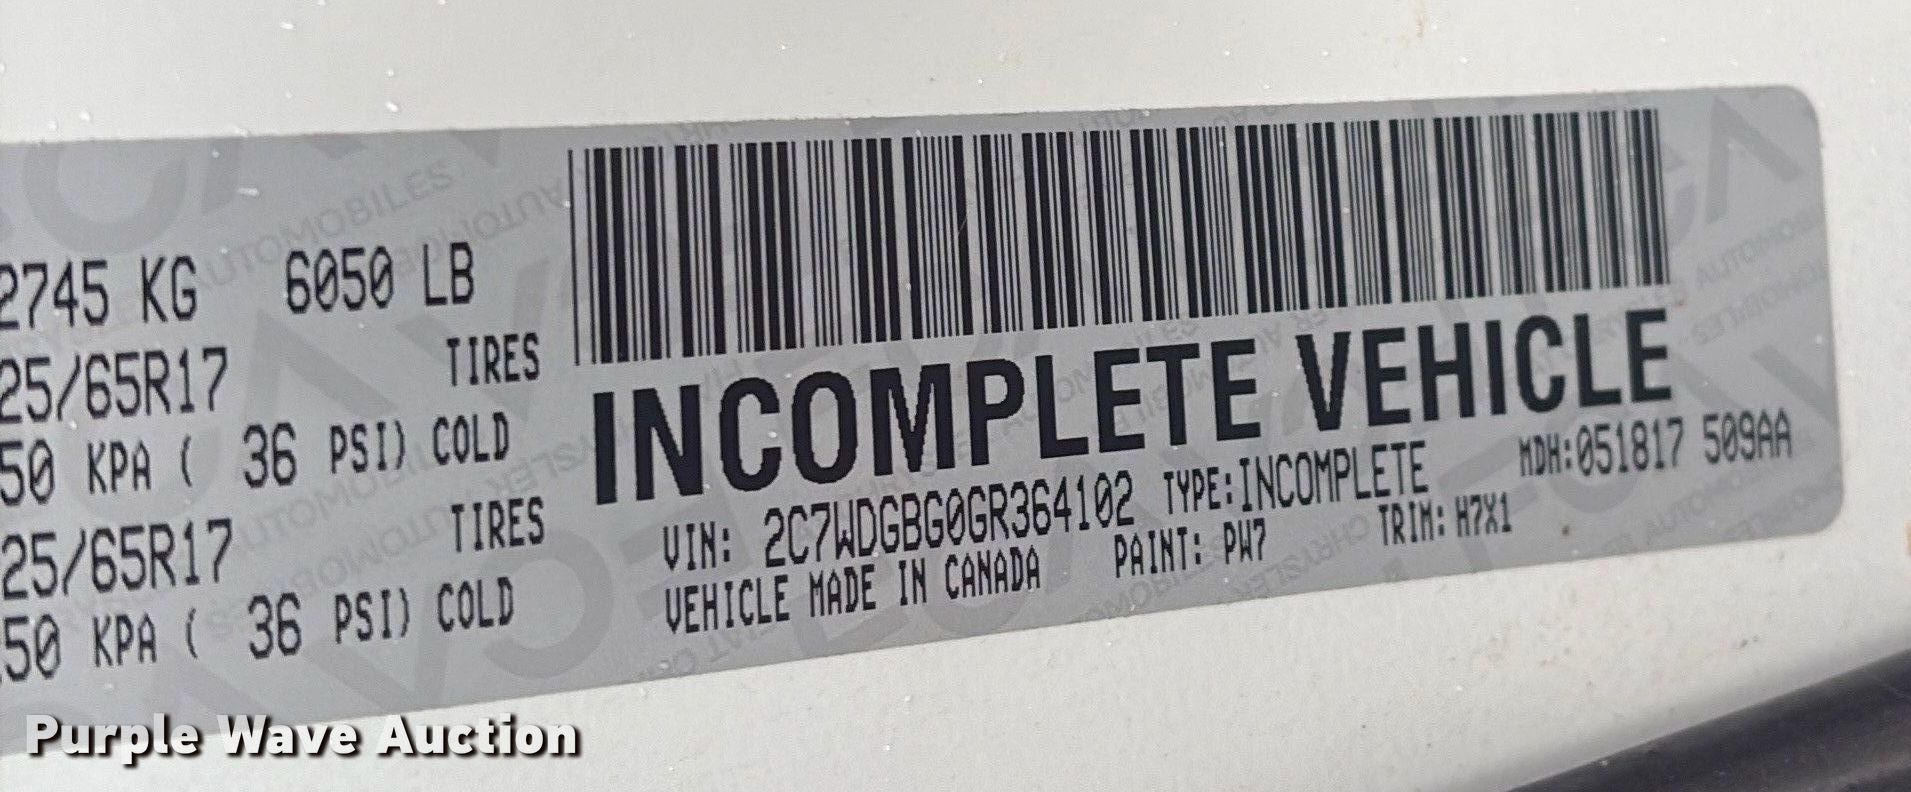 2745 KG 6050 LB
25/65R17 TIRES
50 KPA ( 36 PSI) COLD
25/65R17 TIRES
50 KPA ( 36 PSI) COLD
INCOMPLETE VEHICLE
MDH:051817 509AA
VIN: 2C7WDGBG0GR364102 TYPE:INCOMPLETE
VEHICLE MADE IN CANADA PAINT: PW7 TRIM: H7X1
Purple Wave Auction